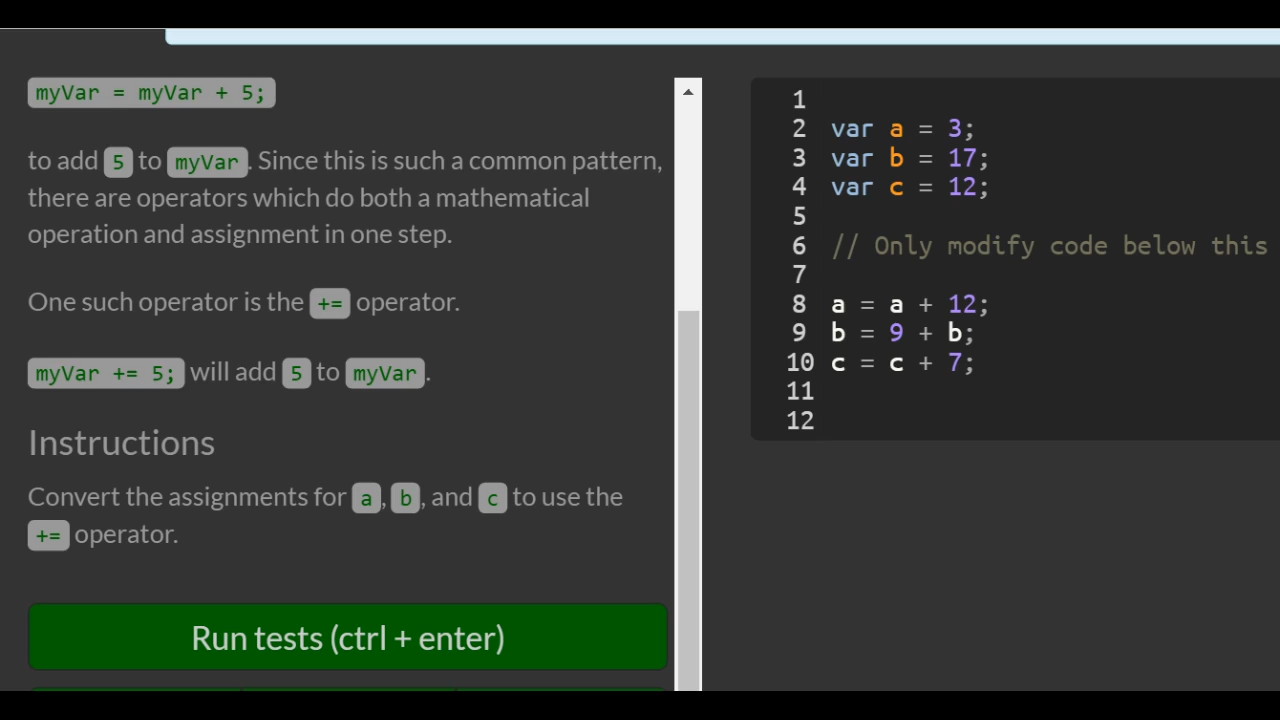 myVar = myVar + 5;
to add 5 to myVar. Since this is such a common pattern,
there are operators which do both a mathematical
operation and assignment in one step.
One such operator is the += operator.
myVar += 5; will add 5 to myVar.
Instructions
Convert the assignments for a, b, and c to use the
+= operator.
Run tests (ctrl + enter)
1
2 var a = 3;
3 var b = 17;
4 var c = 12;
5
6 // Only modify code below this
7
8 a = a + 12;
9 b = 9 + b;
10 c = c + 7;
11
12